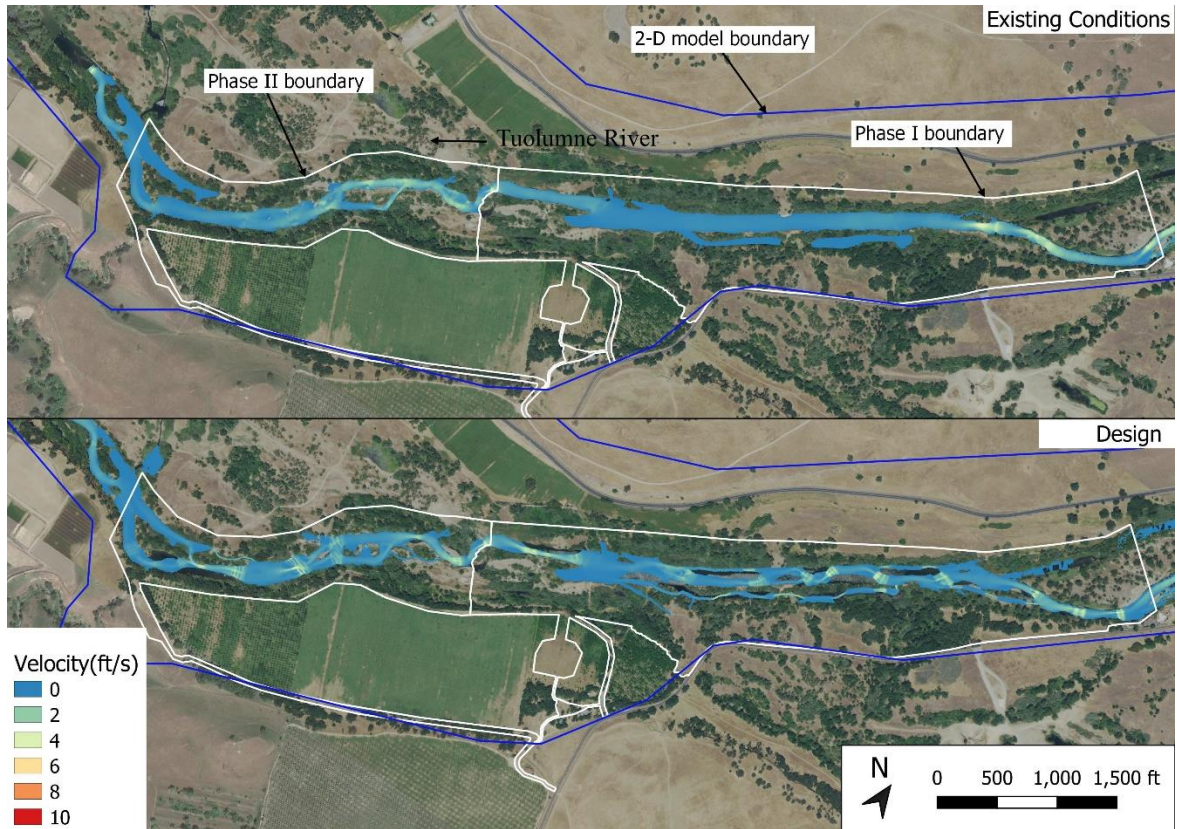 Existing Conditions
2-D model boundary
Phase II boundary
Tuolumne River
Phase I boundary
Design
Velocity(ft/s)
0
2
4
6
8
10
N
0 500 1,000 1,500 ft